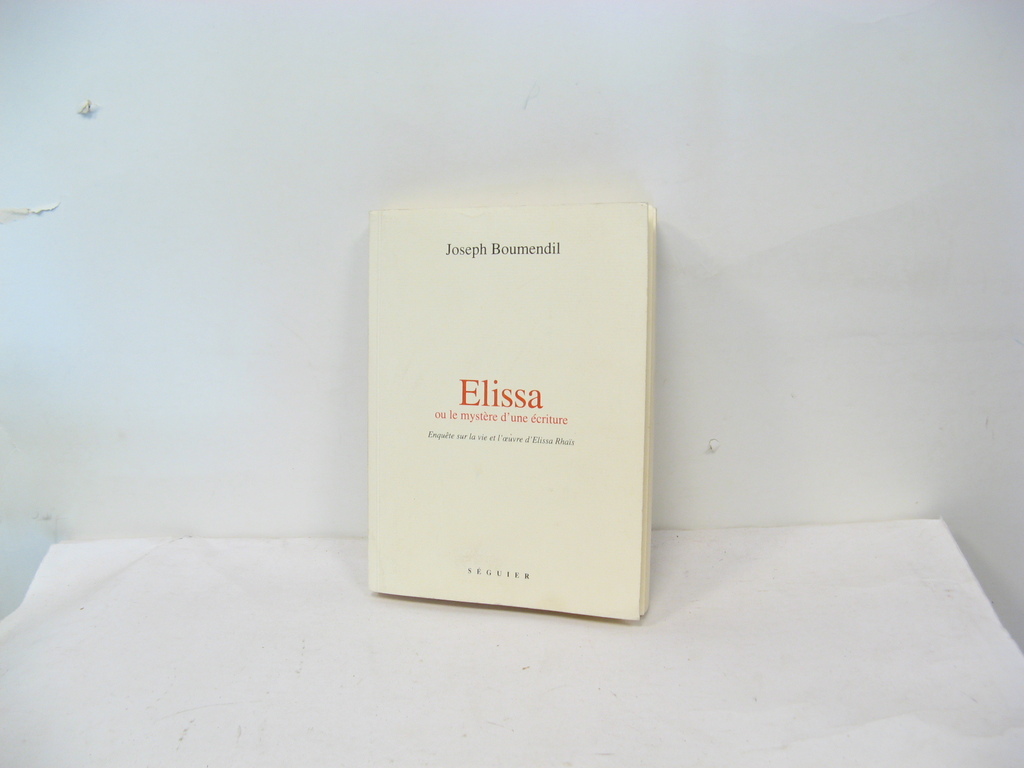 Joseph Boumendil
Elissa
ou le mystère d'une écriture
Enquête sur la vie et l'œuvre d'Elissa Rhaïs
SÉGUIER